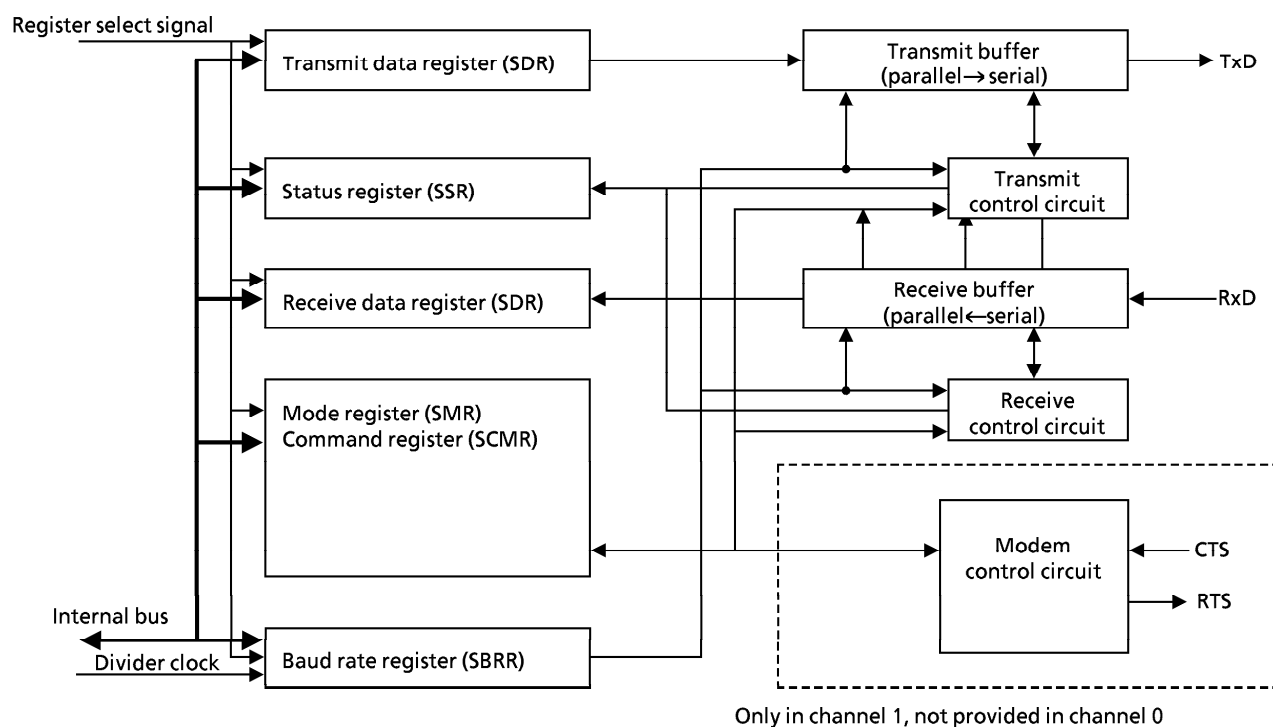 Register select signal
Transmit data register (SDR)
Transmit buffer
(parallel→serial)
TxD
Status register (SSR)
Transmit
control circuit
Receive data register (SDR)
Receive buffer
(parallel←serial)
RxD
Mode register (SMR)
Command register (SCMR)
Receive
control circuit
Modem
control circuit
CTS
RTS
Internal bus
Divider clock
Baud rate register (SBRR)
Only in channel 1, not provided in channel 0